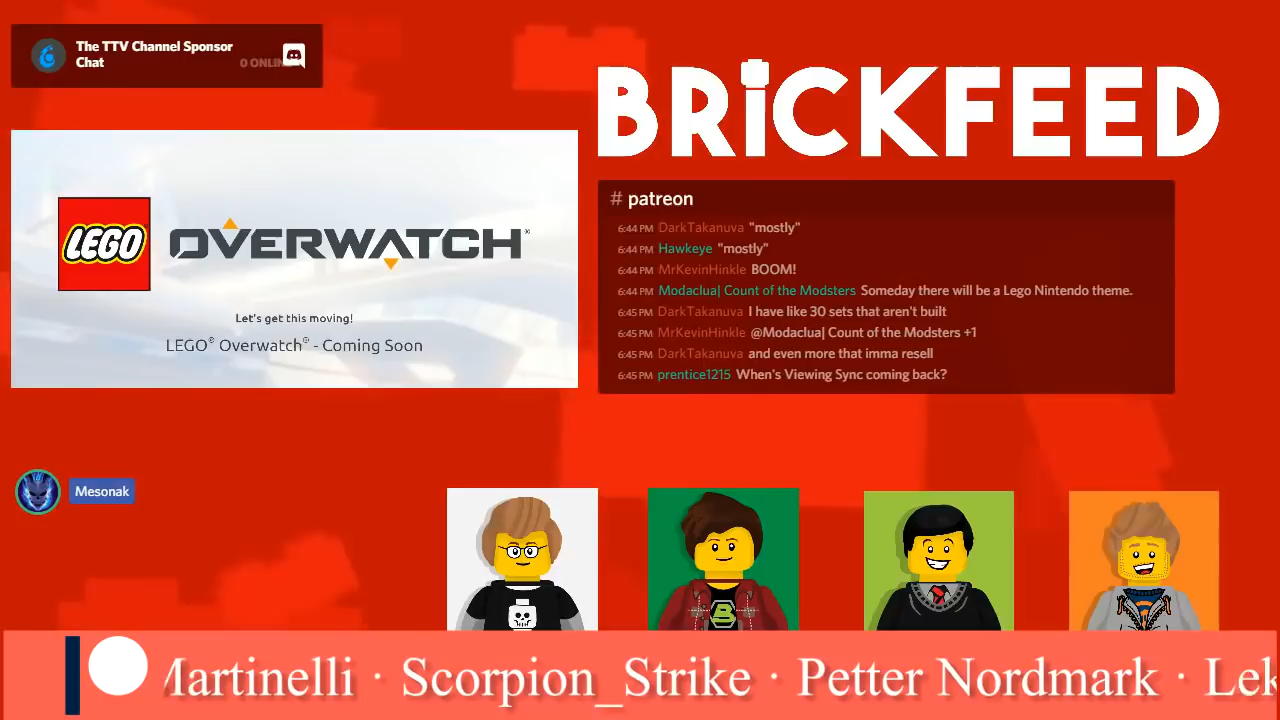 The TTV Channel Sponsor
Chat
BRiCKFEED
LEGO
OVERWATCH®
Let's get this moving!
LEGO® Overwatch® - Coming Soon
# patreon
6:44 PM DarkTakanuva "mostly"
6:44 PM Hawkeye "mostly"
6:44 PM MrKevinHinkle BOOM!
6:44 PM Modaclua| Count of the Modsters Someday there will be a Lego Nintendo theme.
6:45 PM DarkTakanuva I have like 30 sets that aren't built
6:45 PM MrKevinHinkle @Modaclua| Count of the Modsters +1
6:45 PM DarkTakanuva and even more that imma resell
6:45 PM prentice1215 When's Viewing Sync coming back?
Mesonak
Martinelli · Scorpion_Strike · Petter Nordmark · Lek